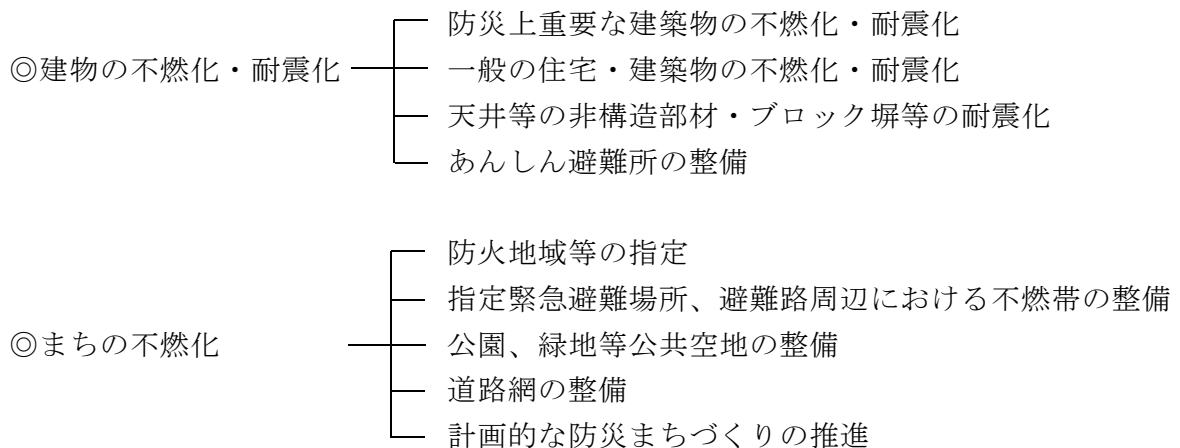 防災上重要な建築物の不燃化・耐震化
◎建物の不燃化・耐震化
一般の住宅・建築物の不燃化・耐震化
天井等の非構造部材・ブロック塀等の耐震化
あんしん避難所の整備
防火地域等の指定
指定緊急避難場所、避難路周辺における不燃帯の整備
◎まちの不燃化
公園、緑地等公共空地の整備
道路網の整備
計画的な防災まちづくりの推進